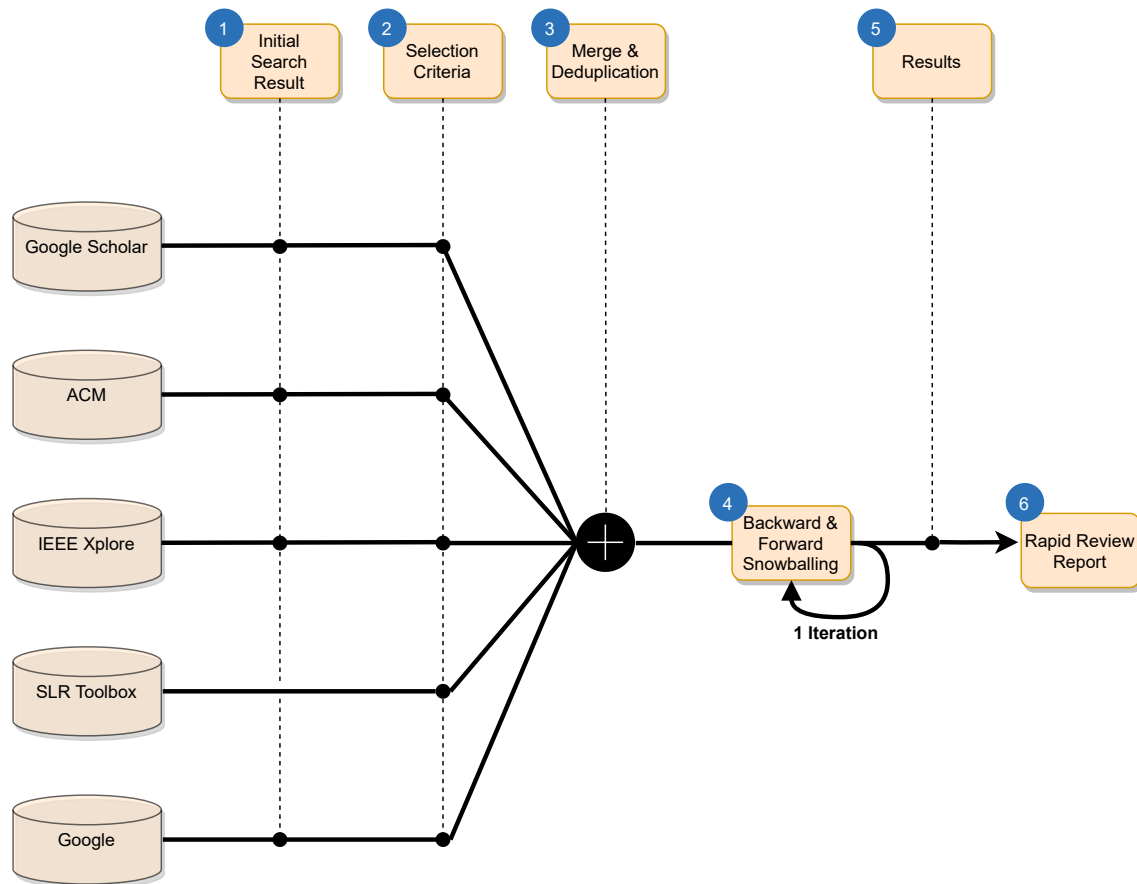 1
Initial
Search
Result
2
Selection
Criteria
3
Merge &
Deduplication
5
Results
Google Scholar
ACM
IEEE Xplore
SLR Toolbox
Google
4
Backward &
Forward
Snowballing
1 Iteration
6
Rapid Review
Report